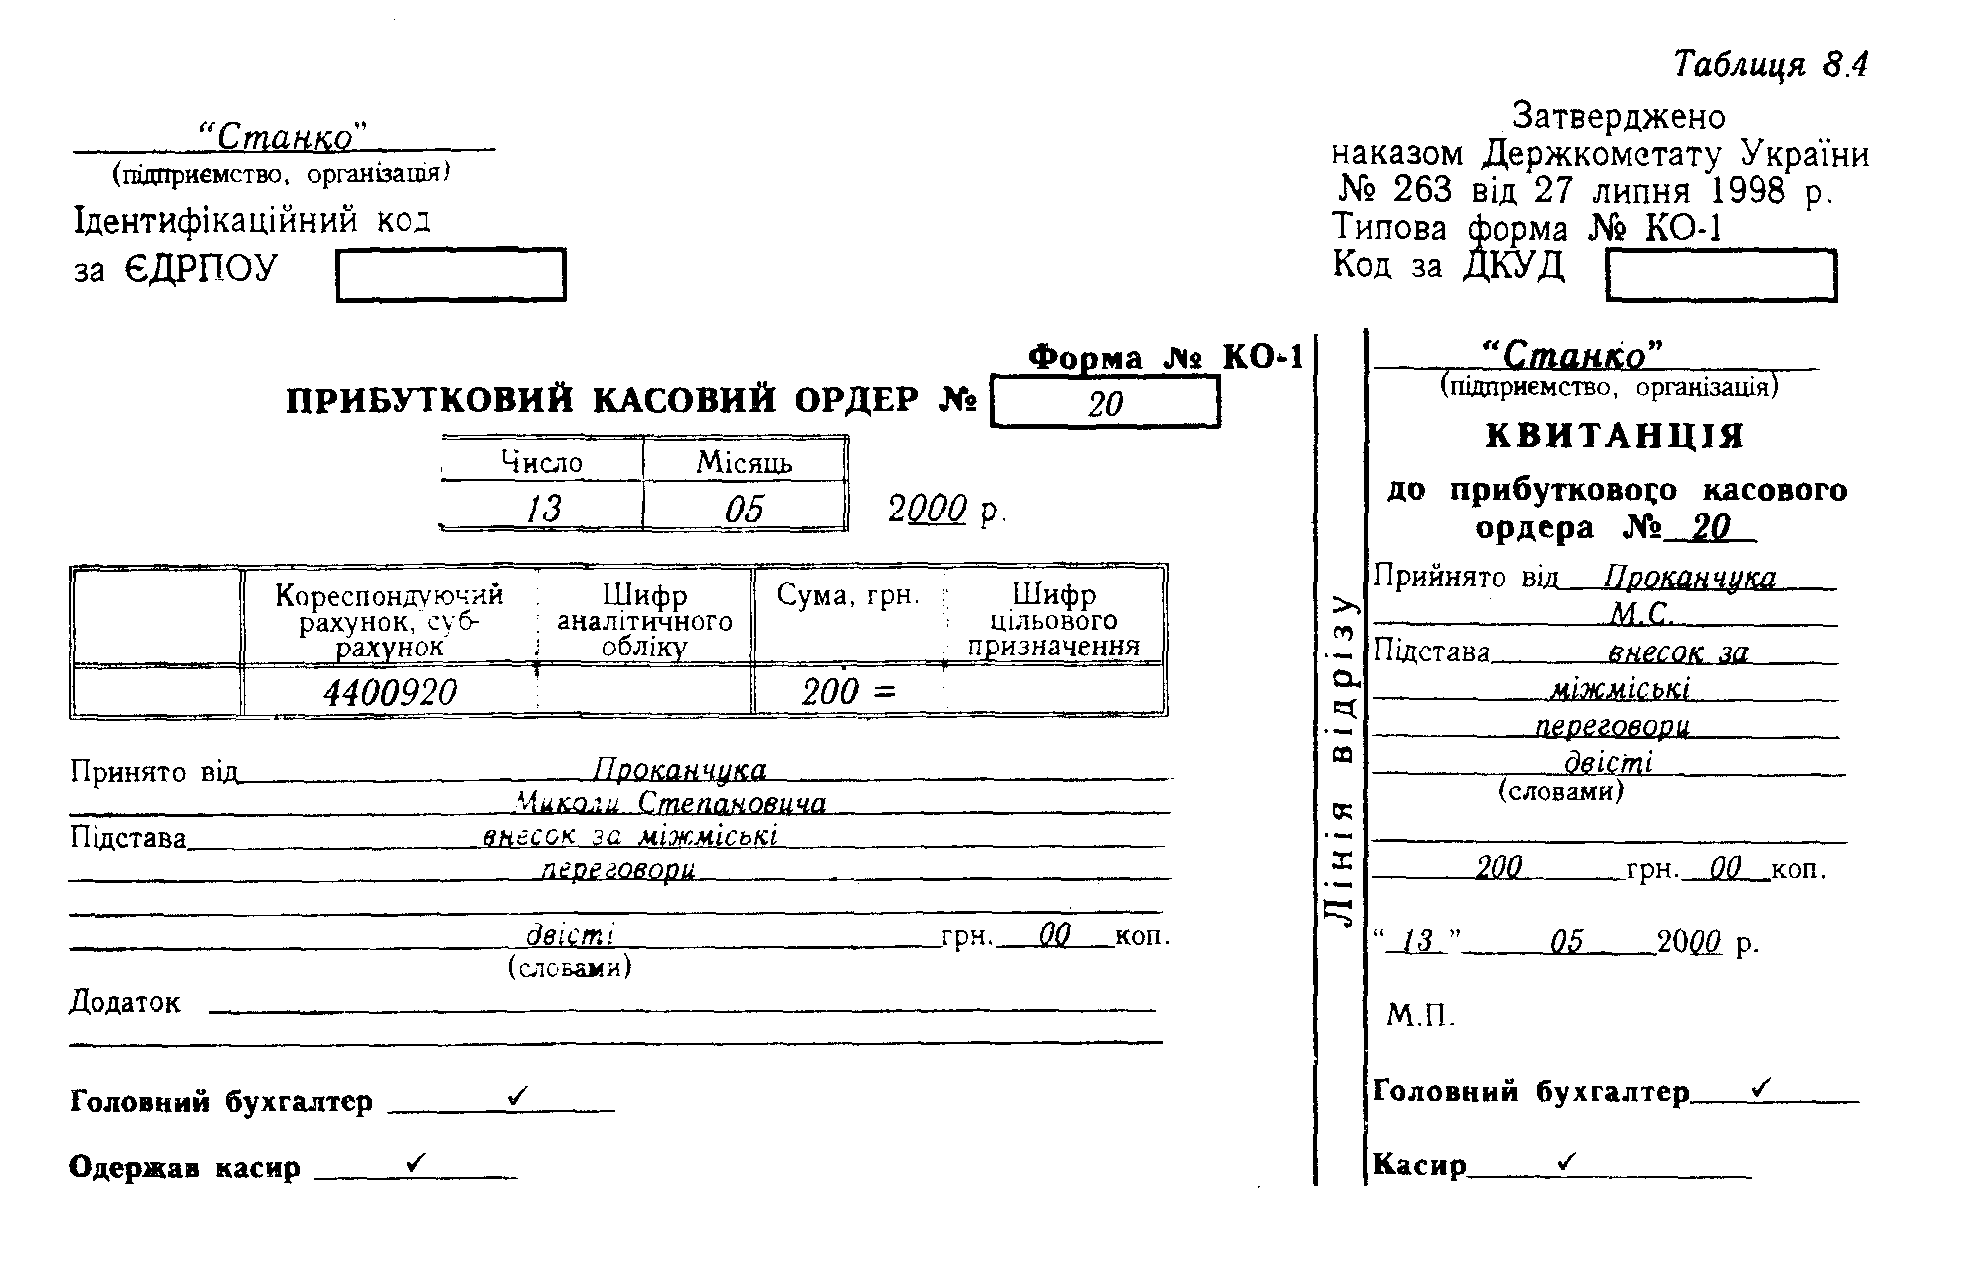 Таблиця 8.4
Затверджено
наказом Держкомстату України
№ 263 від 27 липня 1998 р.
Типова форма № КО-1
Код за ДКУД
"Станко"
(підприємство, організація)
Ідентифікаційний код
за ЄДРПОУ
Форма № КО-1
ПРИБУТКОВИЙ КАСОВИЙ ОРДЕР № 20
Число Місяць
13 05 2000 р.
Кореспондуючий рахунок, суб-рахунок Шифр аналітичного обліку Сума, грн. Шифр цільового призначення
4400920 200 =
Принято від Проканчука
Миколи Степановича
Підстава внесок за міжміські
переговори
двісті грн. 00 коп.
(словами)
Додаток
Головний бухгалтер ✓
Одержав касир ✓
Лінія відрізу
"Станко"
(підприємство, організація)
КВИТАНЦІЯ
до прибуткового касового
ордера № 20
Прийнято від Проканчука
М.С.
Підстава внесок за
міжміські
переговори
двісті
(словами)
200 грн. 00 коп.
"13" 05 2000 р.
М.П.
Головний бухгалтер ✓
Касир ✓